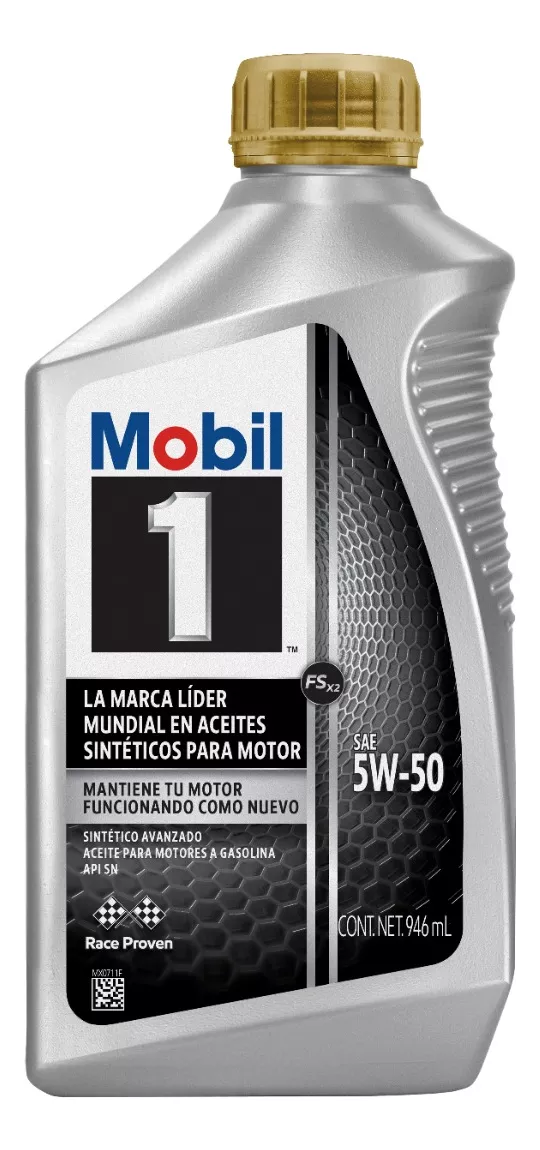 Mobil
1
™
LA MARCA LÍDER
MUNDIAL EN ACEITES
SINTÉTICOS PARA MOTOR
MANTIENE TU MOTOR
FUNCIONANDO COMO NUEVO
SINTÉTICO AVANZADO
ACEITE PARA MOTORES A GASOLINA
API SN
Race Proven
MX0711F
FSx2
SAE
5W-50
CONT. NET. 946 mL